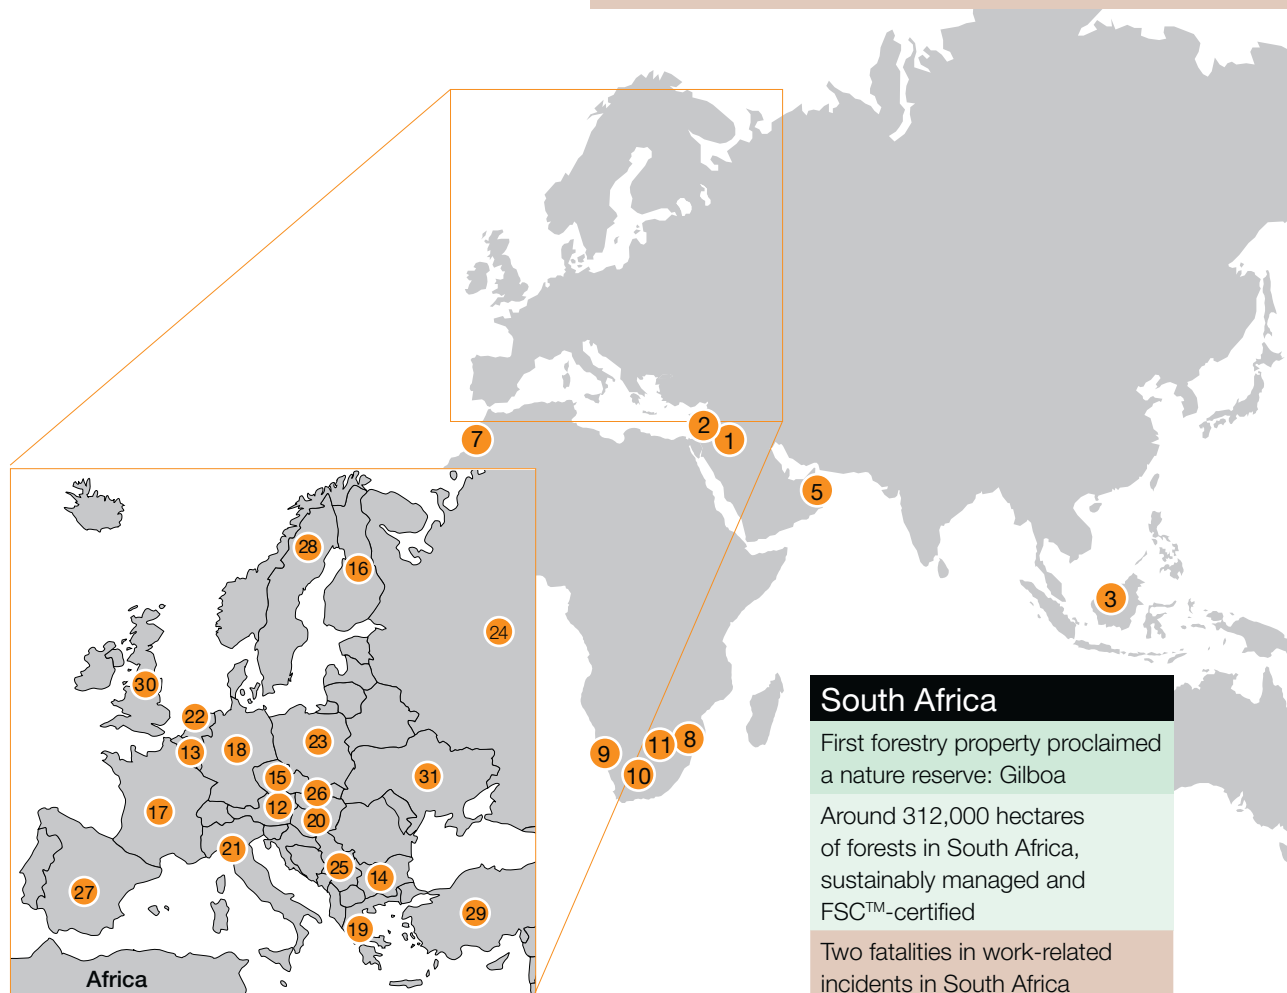 2
7
1
5
28
16
3
24
30
22
18
23
13
15
31
26
12
17
20
21
25
14
27
29
19
Africa
9
11
8
10
South Africa
First forestry property proclaimed
a nature reserve: Gilboa
Around 312,000 hectares
of forests in South Africa,
sustainably managed and
FSC™-certified
Two fatalities in work-related
incidents in South Africa